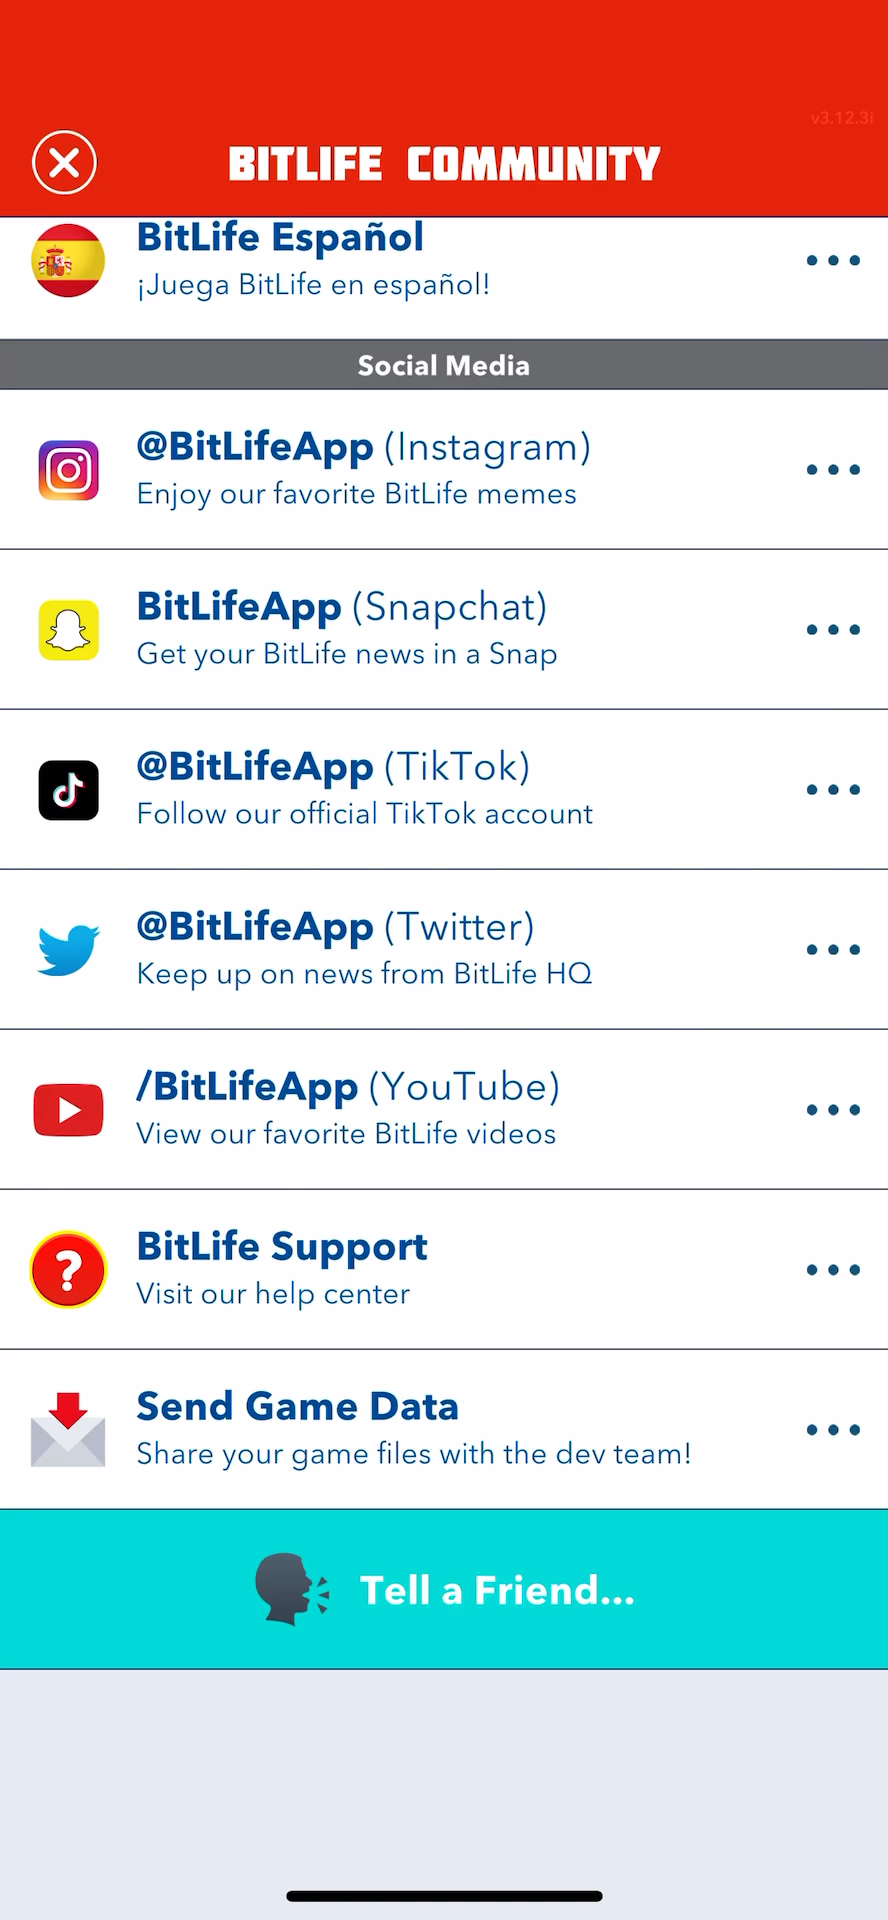 v3.12.3i
BITLIFE COMMUNITY
BitLife Español
¡Juega BitLife en español!
Social Media
@BitLifeApp (Instagram)
Enjoy our favorite BitLife memes
BitLifeApp (Snapchat)
Get your BitLife news in a Snap
@BitLifeApp (TikTok)
Follow our official TikTok account
@BitLifeApp (Twitter)
Keep up on news from BitLife HQ
/BitLifeApp (YouTube)
View our favorite BitLife videos
BitLife Support
Visit our help center
Send Game Data
Share your game files with the dev team!
Tell a Friend...